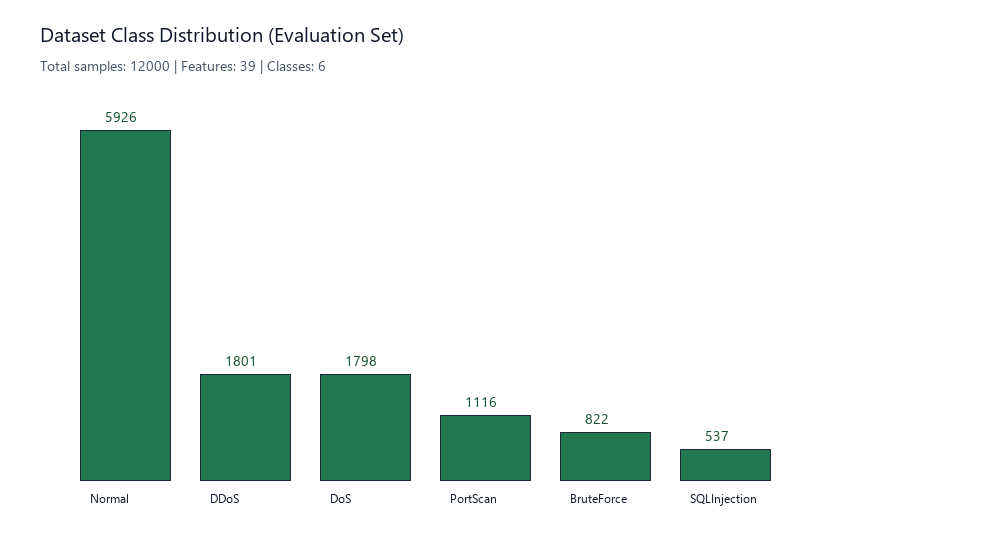 Dataset Class Distribution (Evaluation Set)
Total samples: 12000 | Features: 39 | Classes: 6
5926
1801
1798
1116
822
537
Normal
DDoS
DoS
PortScan
BruteForce
SQLInjection